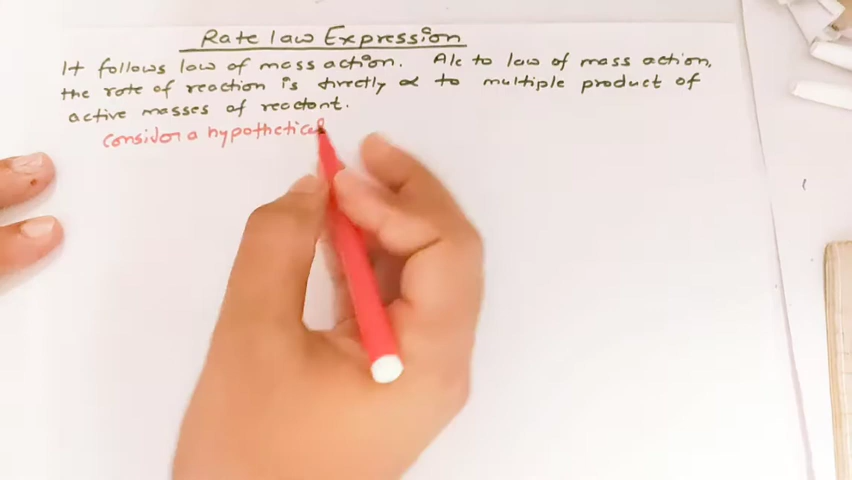 Rate law Expression
It follows law of mass action. A/c to law of mass action,
the rate of reaction is directly ∝ to multiple product of
active masses of reactant.
consider a hypothetical